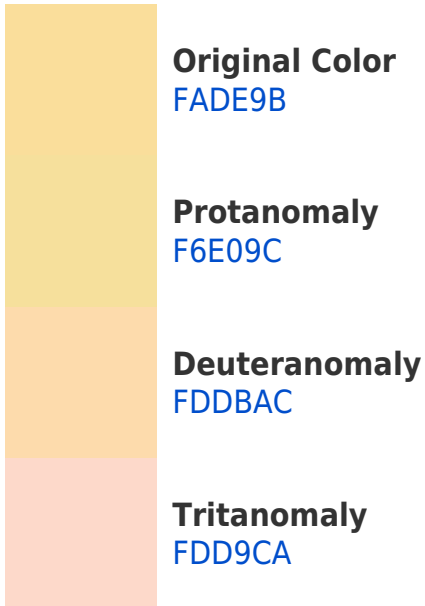 Original Color
FADE9B
Protanomaly
F6E09C
Deuteranomaly
FDDBAC
Tritanomaly
FDD9CA